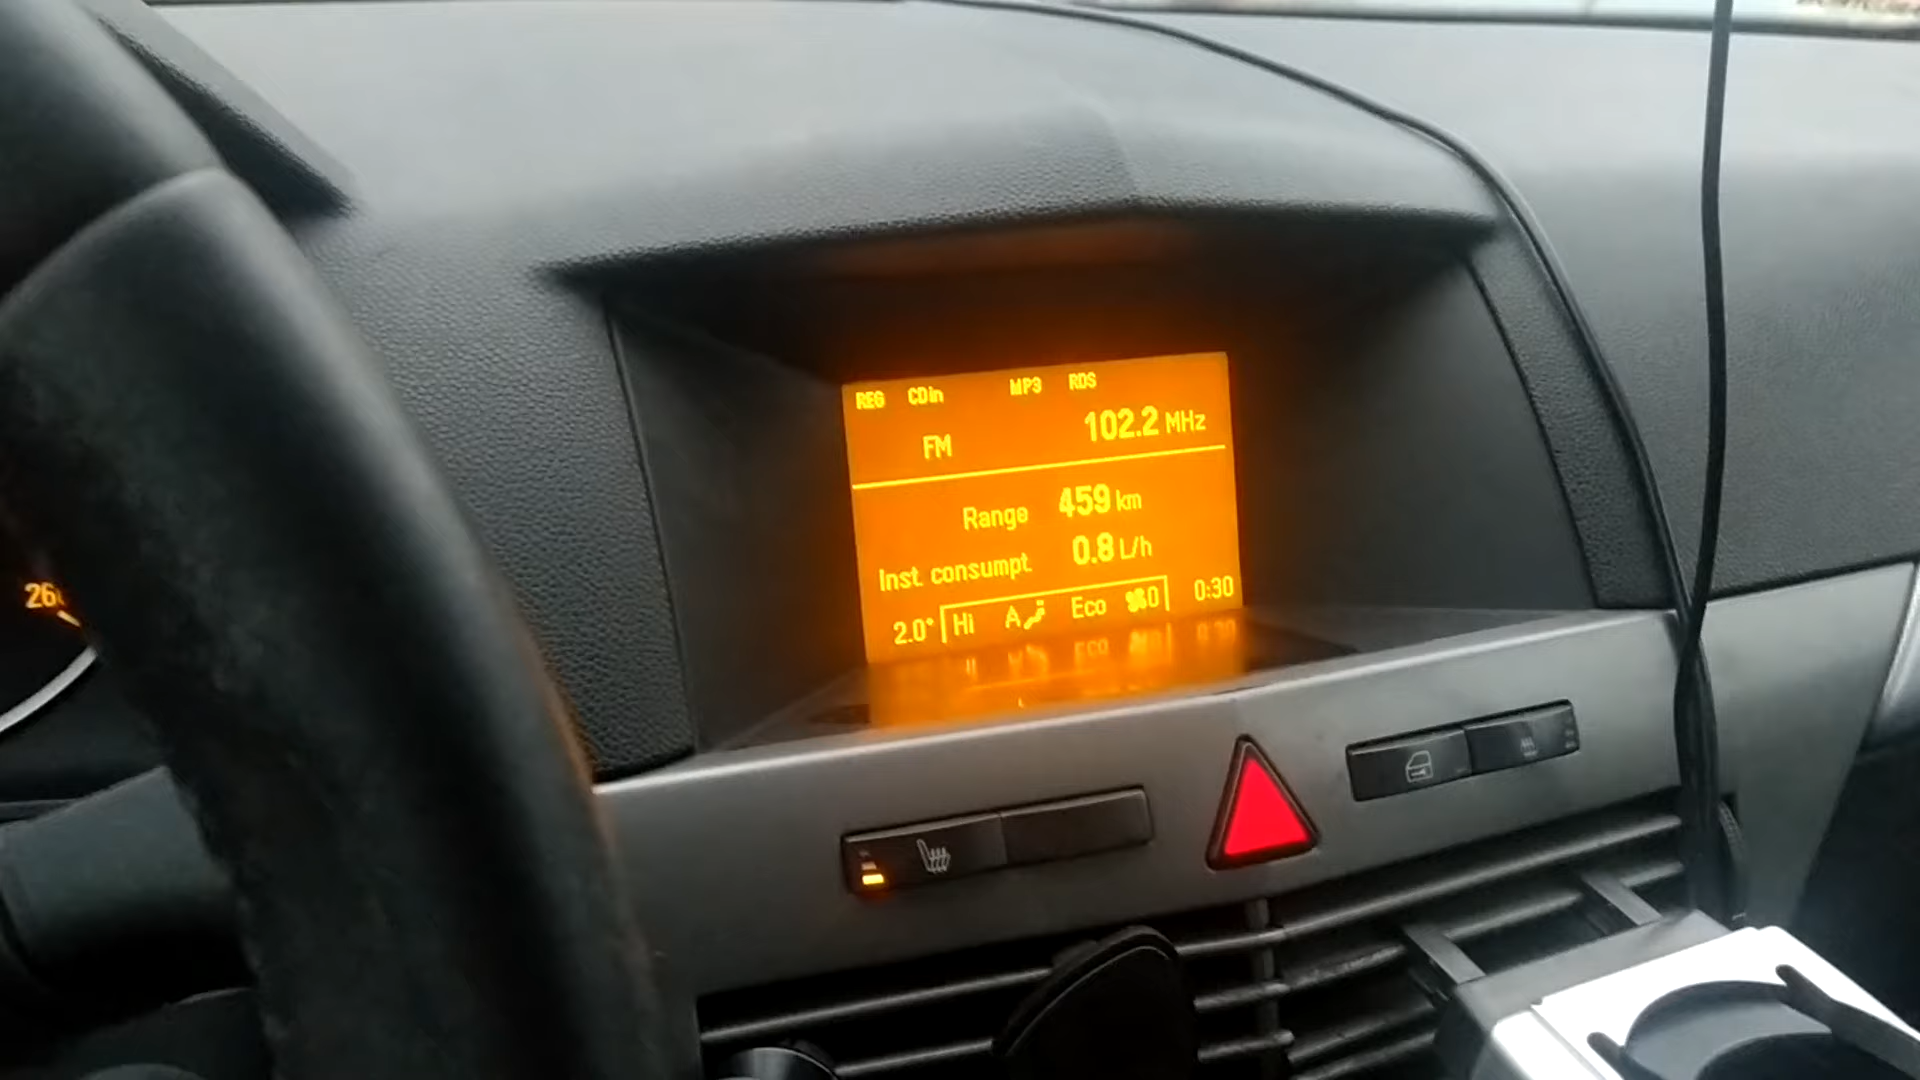 REG CDin MP3 RDS
FM 102.2 MHz
Range 459 km
Inst. consumpt. 0.8 L/h
2.0° Hi A Eco 0 0:30